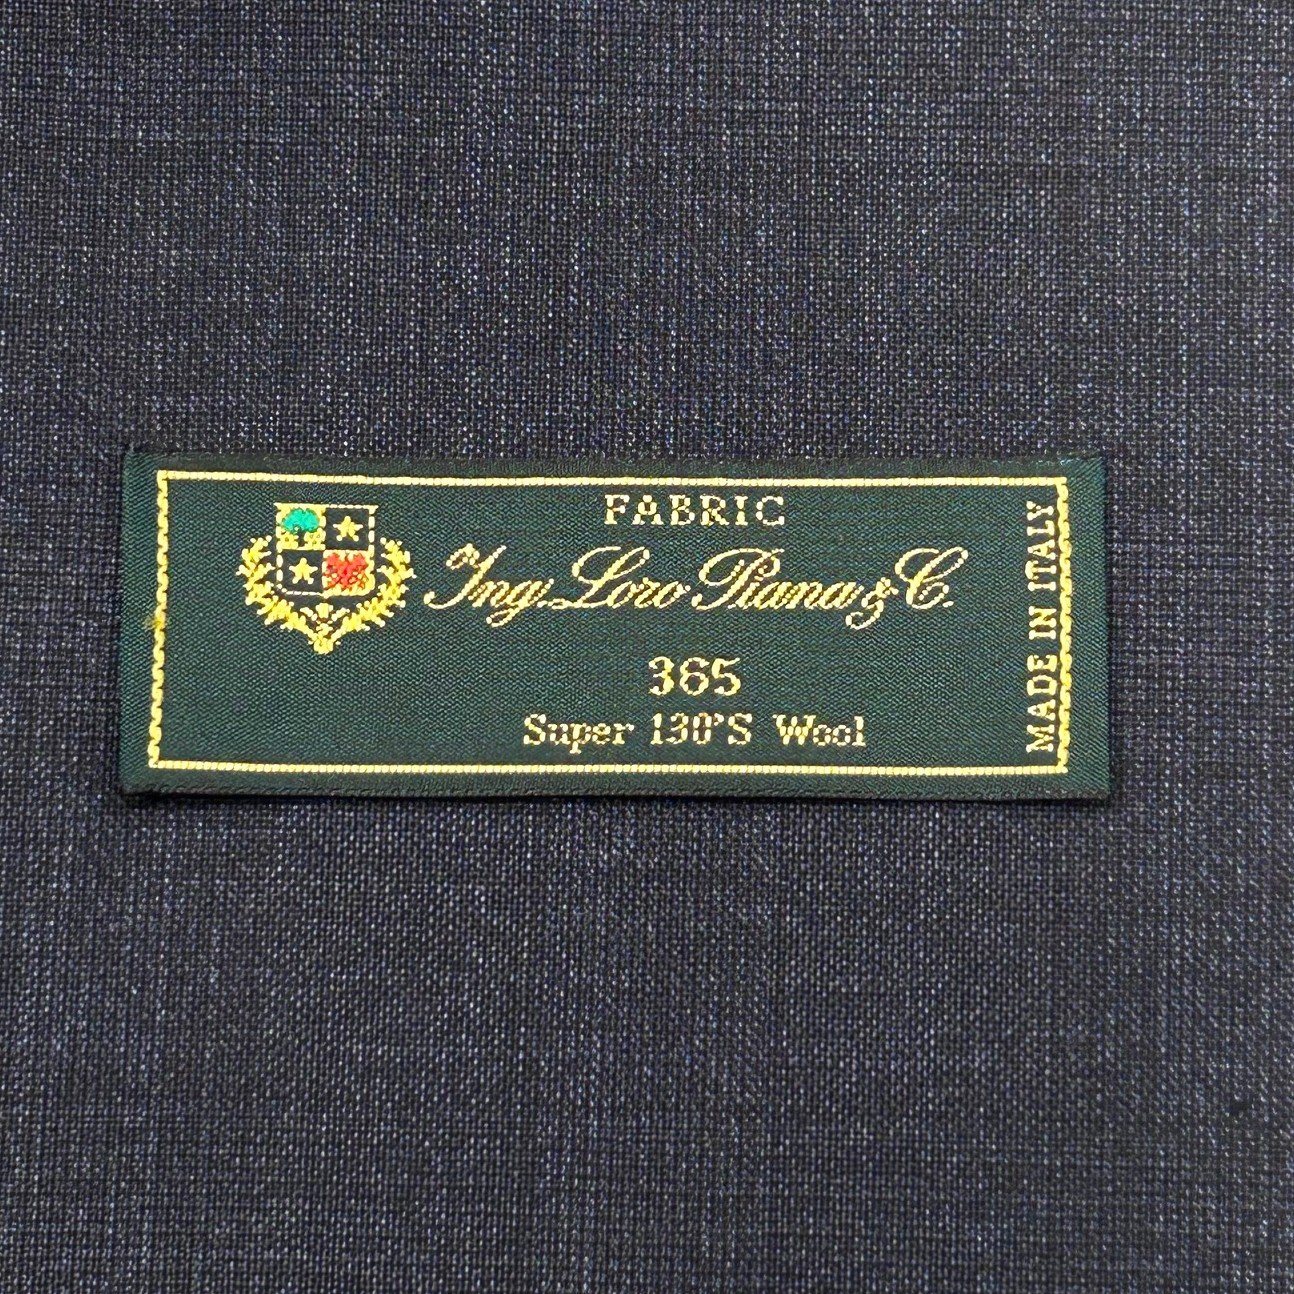 FABRIC
Ing. Loro Piana & C.
365
Super 130'S Wool
MADE IN ITALY